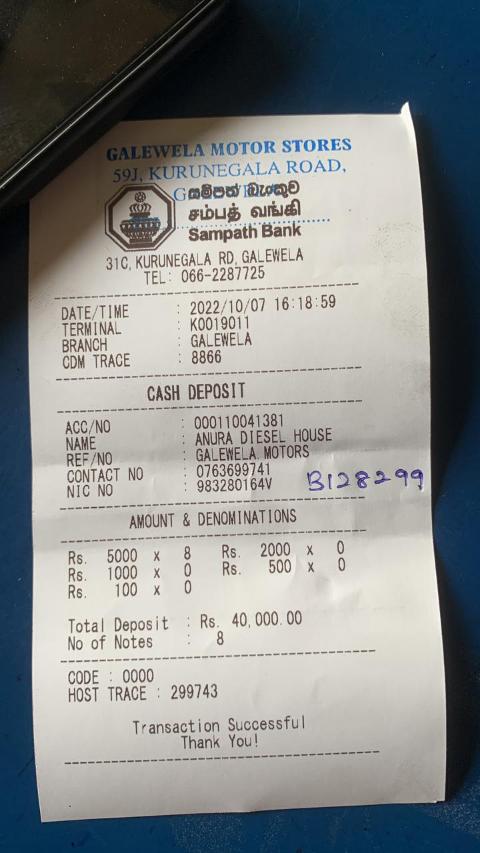 GALEWELA MOTOR STORES
59J, KURUNEGALA ROAD,
සම්පත් බැංකුව
சம்பத் வங்கி
Sampath Bank
31C, KURUNEGALA RD, GALEWELA
TEL: 066-2287725
DATE/TIME : 2022/10/07 16:18:59
TERMINAL : K0019011
BRANCH : GALEWELA
CDM TRACE : 8866
CASH DEPOSIT
ACC/NO : 000110041381
NAME : ANURA DIESEL HOUSE
REF/NO : GALEWELA MOTORS
CONTACT NO : 0763699741
NIC NO : 983280164V B128299
AMOUNT & DENOMINATIONS
Rs. 5000 x 8 Rs. 2000 x 0
Rs. 1000 x 0 Rs. 500 x 0
Rs. 100 x 0
Total Deposit : Rs. 40,000.00
No of Notes : 8
CODE : 0000
HOST TRACE : 299743
Transaction Successful
Thank You!